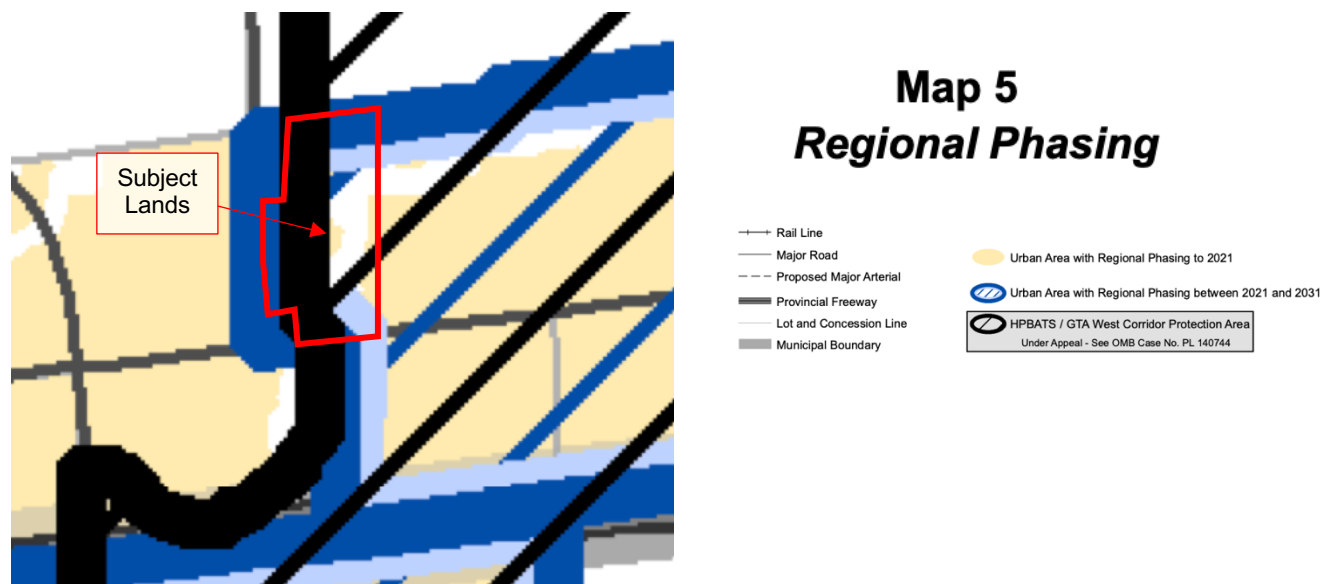 Subject
Lands
Map 5
Regional Phasing
Rail Line
Major Road
Proposed Major Arterial
Provincial Freeway
Lot and Concession Line
Municipal Boundary
Urban Area with Regional Phasing to 2021
Urban Area with Regional Phasing between 2021 and 2031
HPBATS / GTA West Corridor Protection Area
Under Appeal - See OMB Case No. PL 140744